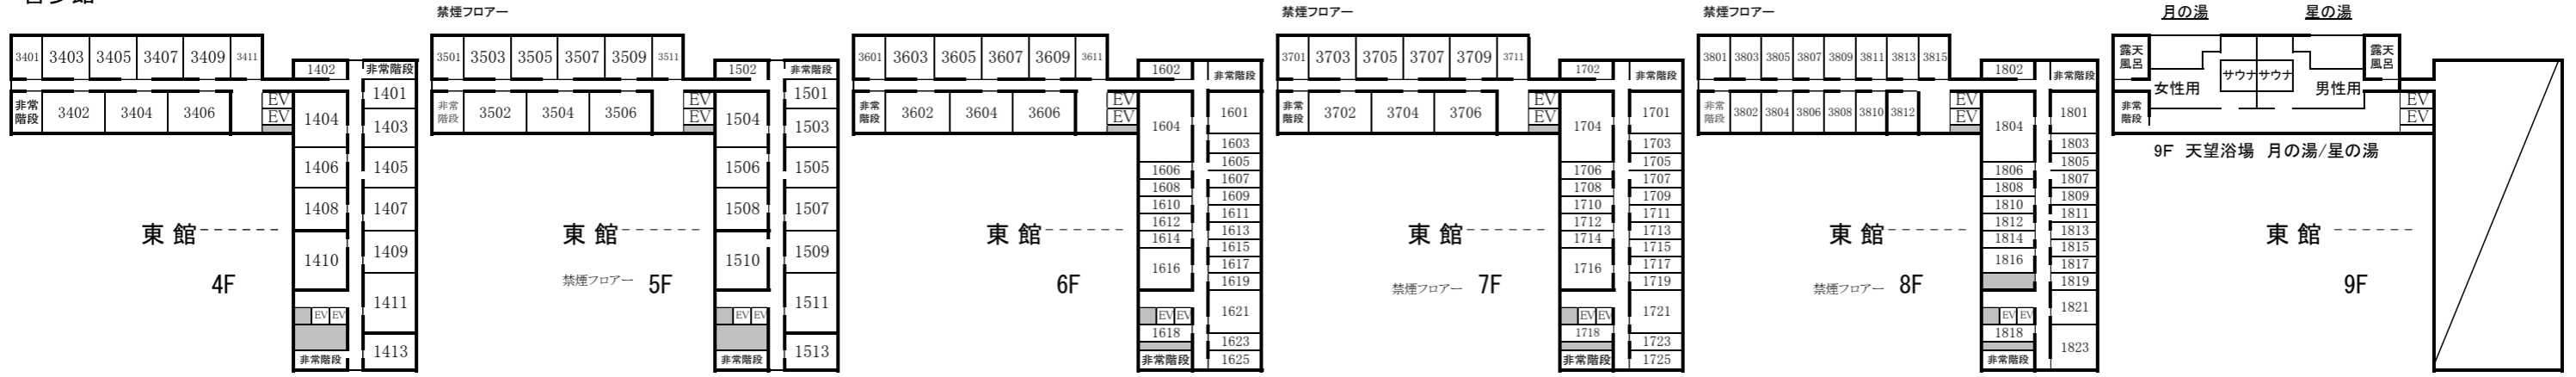 3401 3403 3405 3407 3409 3411
1402 非常階段
1401
非常階段 3402 3404 3406 EV
EV
1404 1403
1406 1405
1408 1407
東館
1410 1409
4F
1411
EV EV
非常階段 1413
禁煙フロアー
3501 3503 3505 3507 3509 3511
1502 非常階段
1501
非常階段 3502 3504 3506 EV
EV
1504 1503
1506 1505
1508 1507
東館
1510 1509
禁煙フロアー 5F
1511
EV EV
非常階段 1513
3601 3603 3605 3607 3609 3611
1602 非常階段
非常階段 3602 3604 3606 EV
EV
1604 1601
1603
1605
1606 1607
1608 1609
1610 1611
1612 1613
1614 1615
東館
1616 1617
1619
6F
1621
EV EV
1618 1623
非常階段 1625
禁煙フロアー
3701 3703 3705 3707 3709 3711
1702 非常階段
非常階段 3702 3704 3706 EV
EV
1704 1701
1703
1705
1706 1707
1708 1709
1710 1711
1712 1713
1714 1715
東館
1716 1717
1719
禁煙フロアー 7F
1721
EV EV
1718 1723
非常階段 1725
禁煙フロアー
3801 3803 3805 3807 3809 3811 3813 3815
1802 非常階段
非常階段 3802 3804 3806 3808 3810 3812 EV
EV
1804 1801
1803
1805
1806 1807
1808 1809
1810 1811
1812 1813
1814 1815
東館
1816 1817
1819
禁煙フロアー 8F
1821
EV EV
1818 1823
非常階段
月の湯 星の湯
露天風呂 露天風呂
女性用 サウナ サウナ 男性用
非常階段 EV
EV
9F 天望浴場 月の湯/星の湯
東館
9F